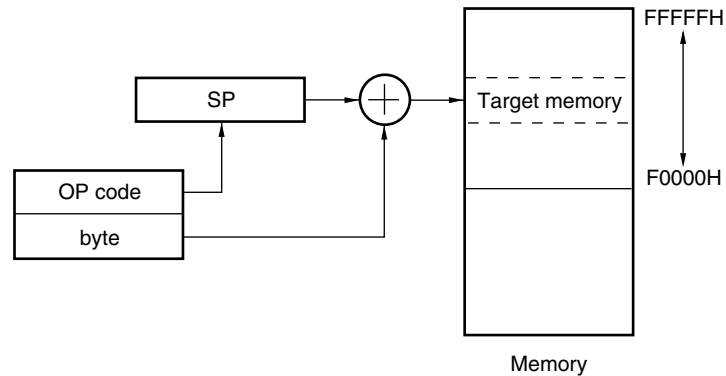 FFFFFH
SP
Target memory
OP code
F0000H
byte
Memory